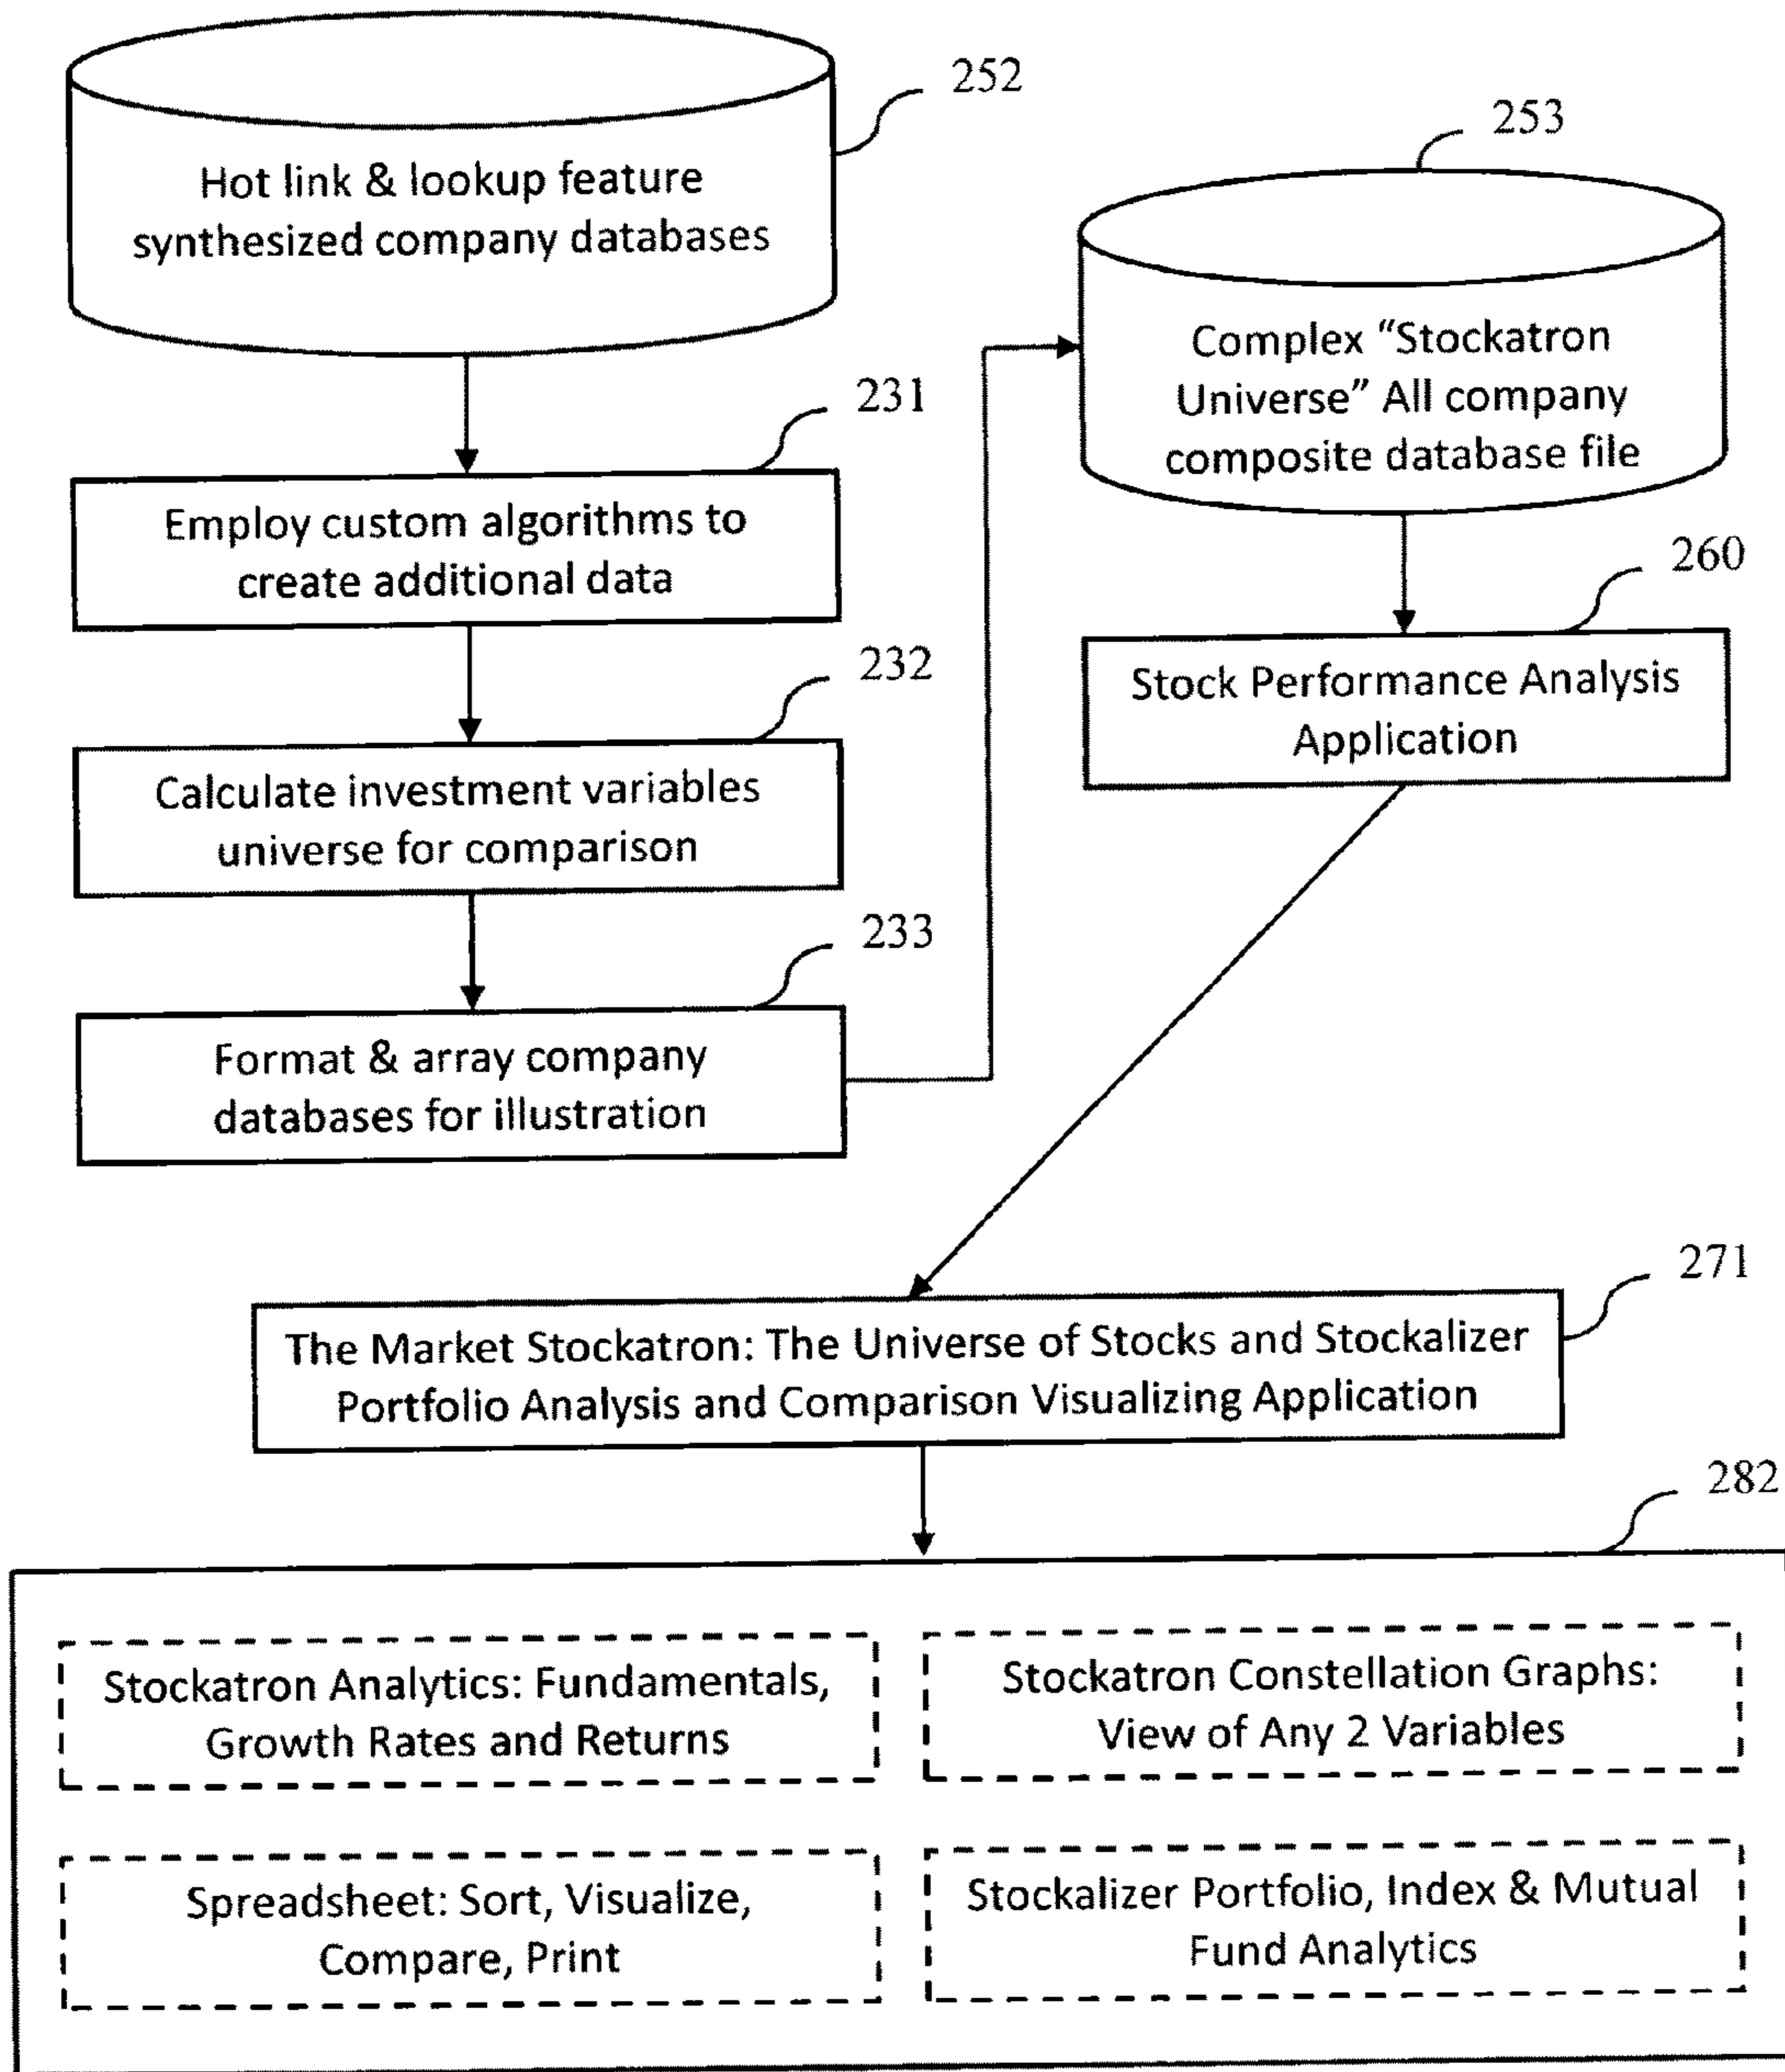 252
Hot link & lookup feature
synthesized company databases
253
Complex “Stockatron
Universe” All company
composite database file
231
Employ custom algorithms to
create additional data
260
Stock Performance Analysis
Application
232
Calculate investment variables
universe for comparison
233
Format & array company
databases for illustration
271
The Market Stockatron: The Universe of Stocks and Stockalizer
Portfolio Analysis and Comparison Visualizing Application
282
Stockatron Analytics: Fundamentals,
Growth Rates and Returns
Stockatron Constellation Graphs:
View of Any 2 Variables
Spreadsheet: Sort, Visualize,
Compare, Print
Stockalizer Portfolio, Index & Mutual
Fund Analytics